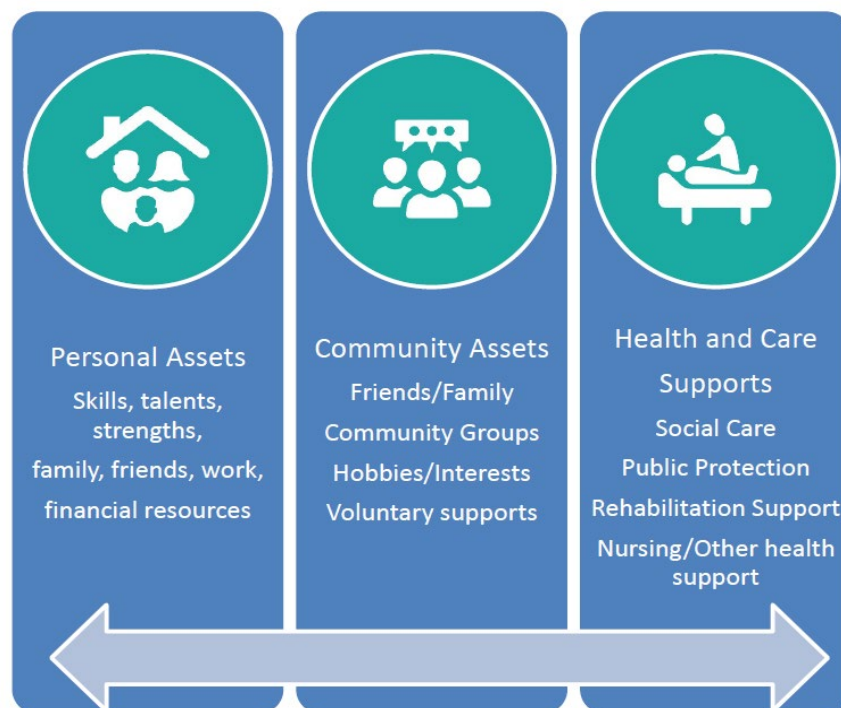 Personal Assets
Skills, talents,
strengths,
family, friends, work,
financial resources
Community Assets
Friends/Family
Community Groups
Hobbies/Interests
Voluntary supports
Health and Care
Supports
Social Care
Public Protection
Rehabilitation Support
Nursing/Other health
support